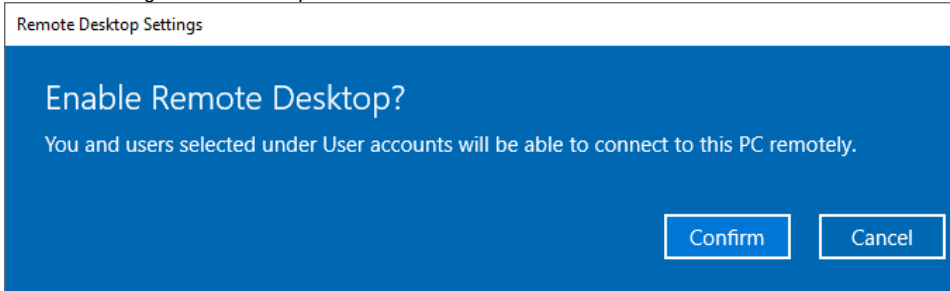 Remote Desktop Settings
Enable Remote Desktop?
You and users selected under User accounts will be able to connect to this PC remotely.
Confirm Cancel